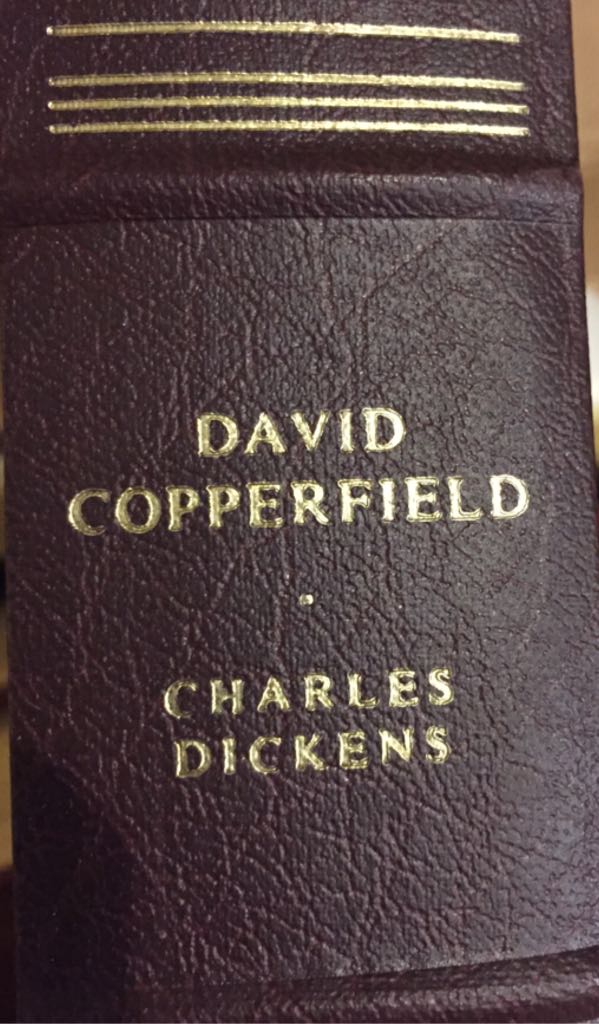 DAVID
COPPERFIELD
·
CHARLES
DICKENS